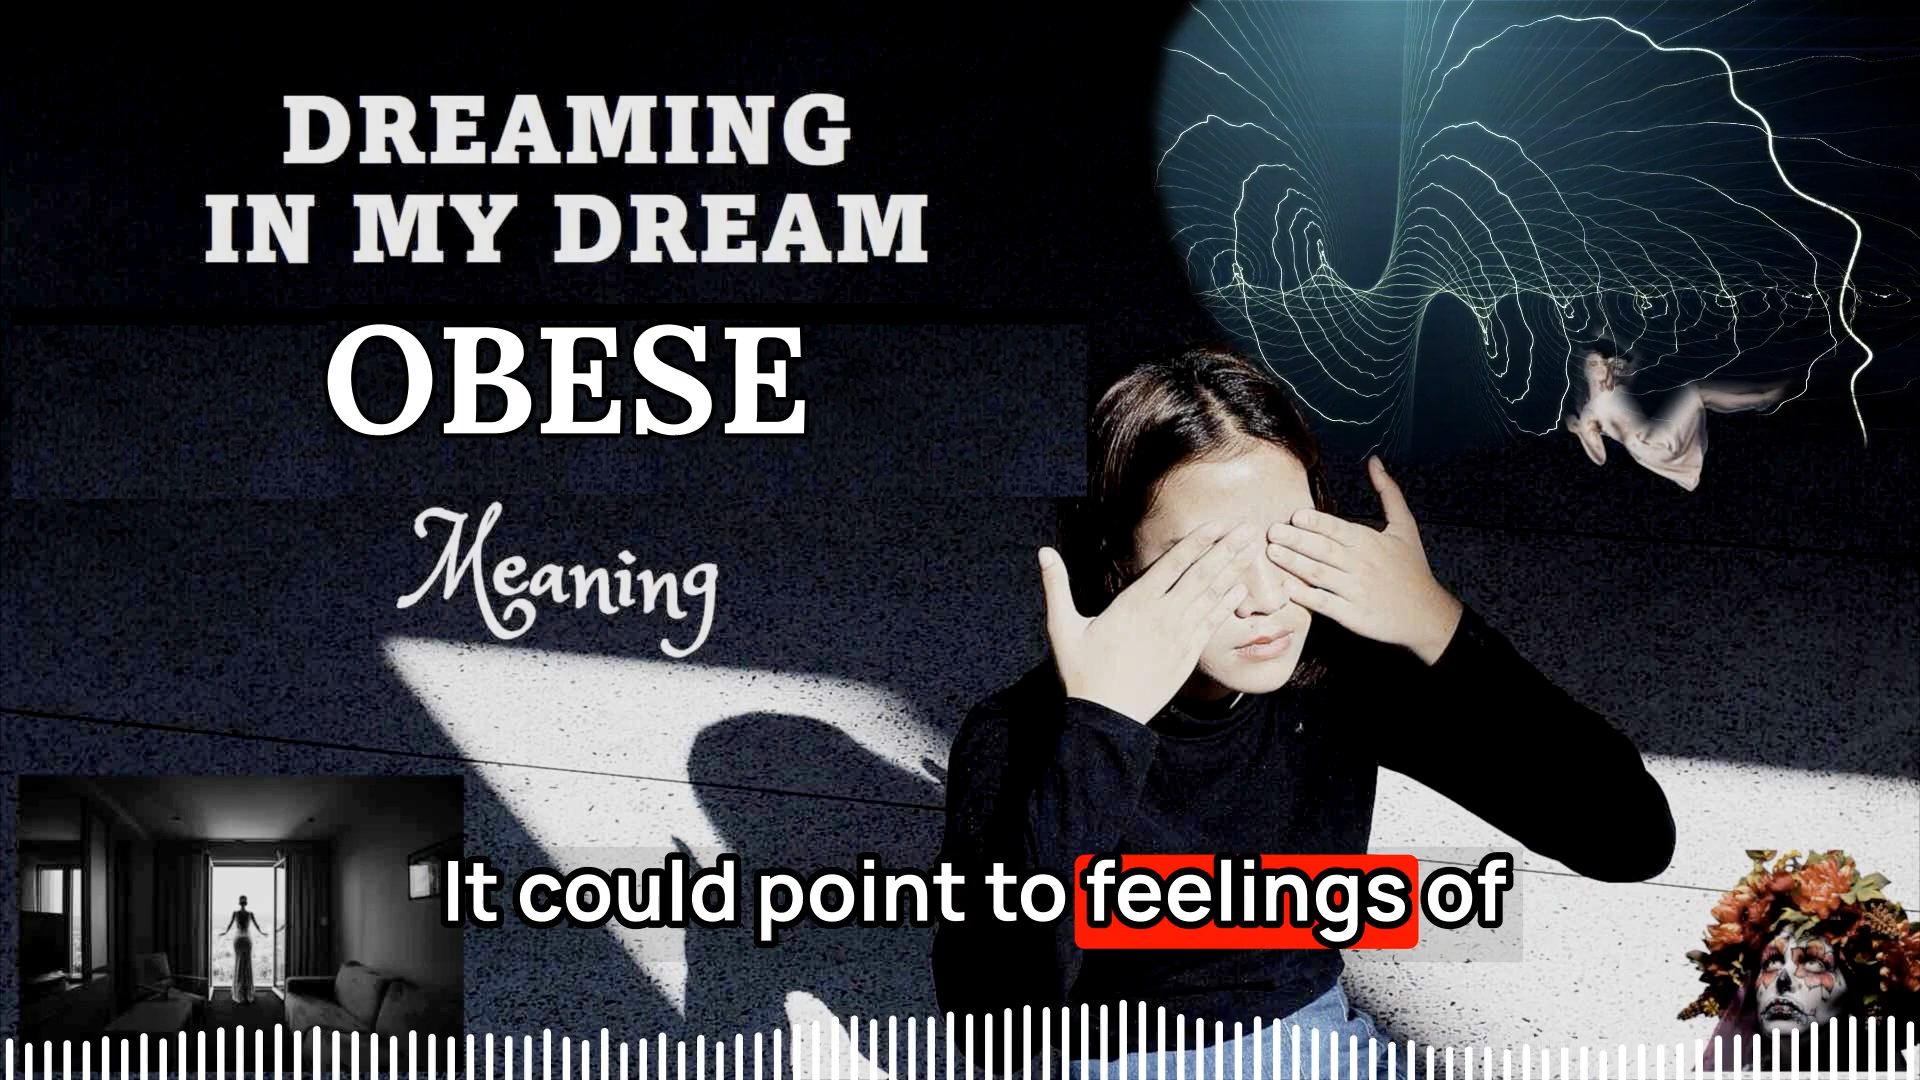 DREAMING
IN MY DREAM
OBESE
Meaning
It could point to feelings of